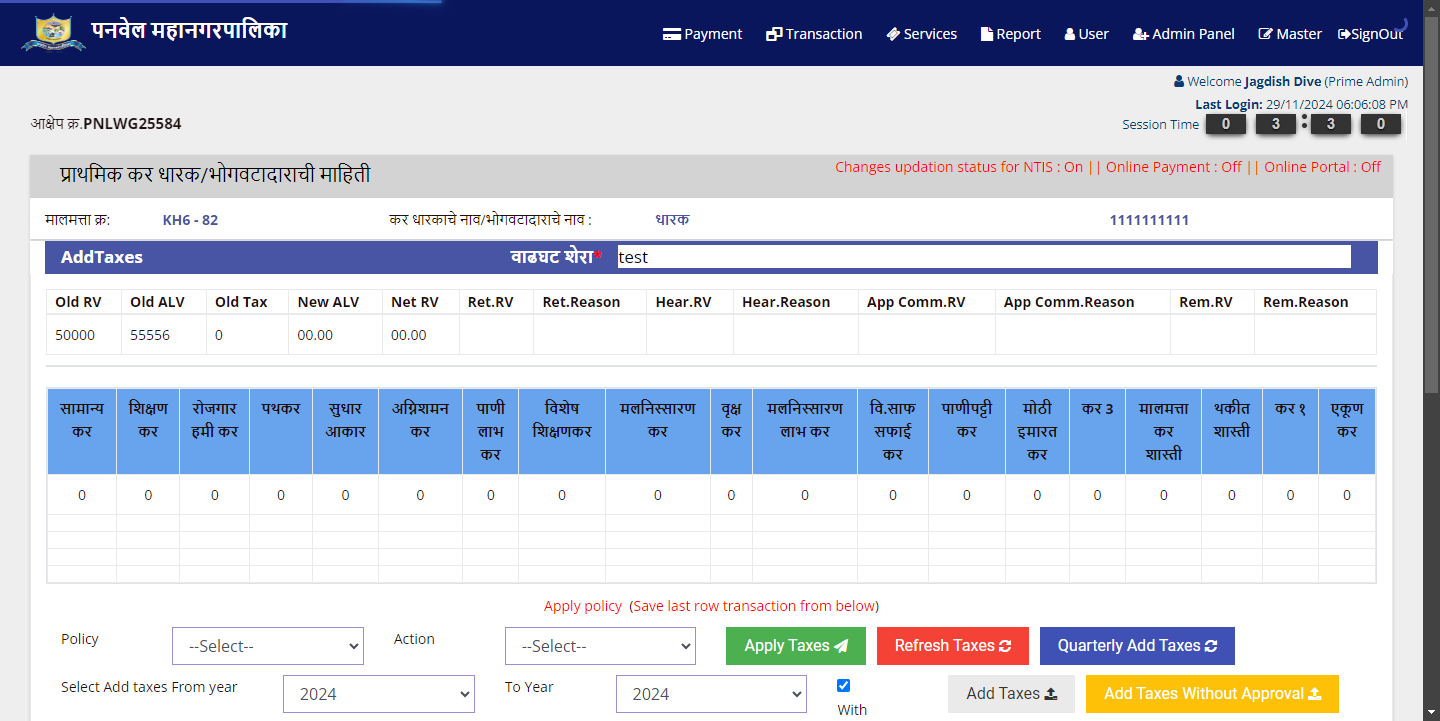 पनवेल महानगरपालिका
Payment Transaction Services Report User Admin Panel Master SignOut
Welcome Jagdish Dive (Prime Admin)
Last Login: 29/11/2024 06:06:08 PM
आक्षेप क्र.PNLWG25584
Session Time 0 3 : 3 0
प्राथमिक कर धारक/भोगवटादाराची माहिती
Changes updation status for NTIS : On || Online Payment : Off || Online Portal : Off
मालमत्ता क्र: KH6 - 82 कर धारकाचे नाव/भोगवटादाराचे नाव : धारक 1111111111
AddTaxes वाढघट शेरा* test
Old RV Old ALV Old Tax New ALV Net RV Ret.RV Ret.Reason Hear.RV Hear.Reason App Comm.RV App Comm.Reason Rem.RV Rem.Reason
50000 55556 0 00.00 00.00
सामान्य कर शिक्षण कर रोजगार हमी कर पथकर सुधार आकार अग्निशमन कर पाणी लाभ कर विशेष शिक्षणकर मलनिस्सारण कर वृक्ष कर मलनिस्सारण लाभ कर वि.साफ सफाई कर पाणीपट्टी कर मोठी इमारत कर कर 3 मालमत्ता कर शास्ती थकीत शास्ती कर १ एकूण कर
0 0 0 0 0 0 0 0 0 0 0 0 0 0 0 0 0 0 0
Apply policy (Save last row transaction from below)
Policy --Select-- Action --Select-- Apply Taxes Refresh Taxes Quarterly Add Taxes
Select Add taxes From year 2024 To Year 2024 With Add Taxes Add Taxes Without Approval